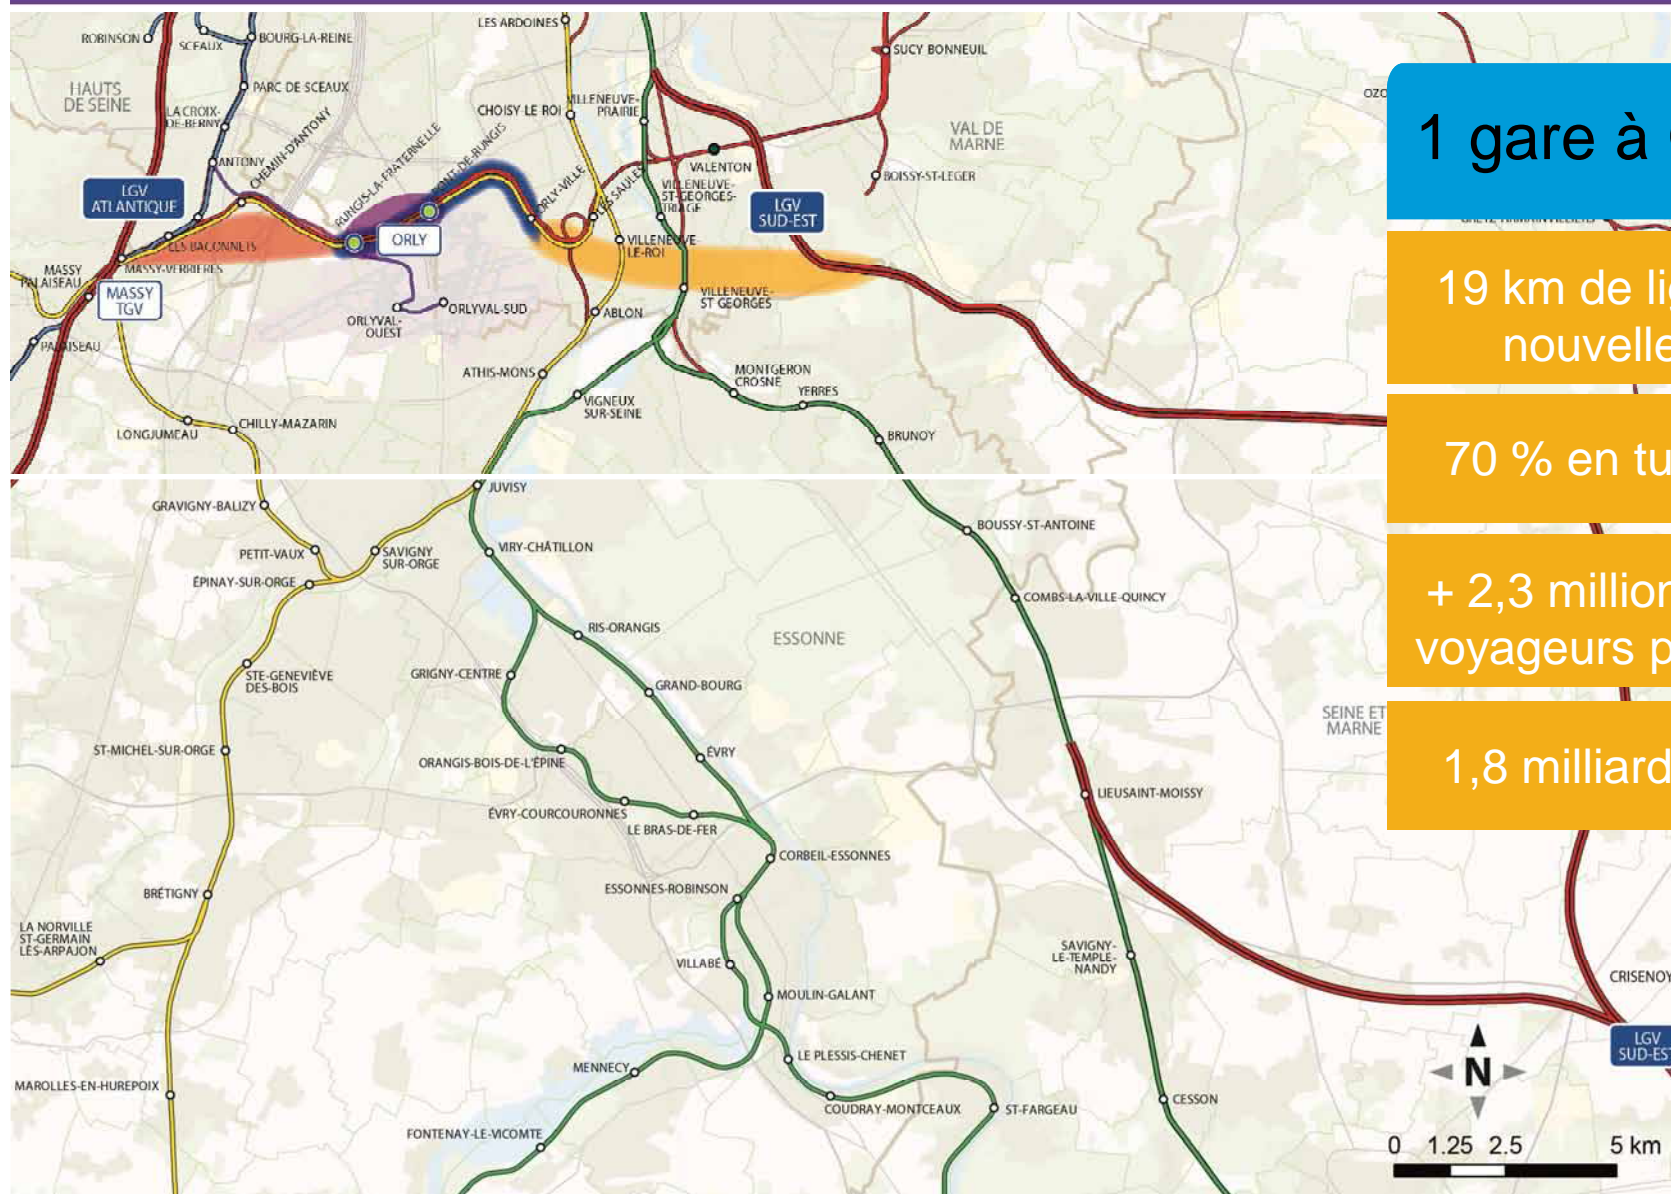 ROBINSON
SCEAUX
BOURG-LA-REINE
LES ARDOINES
SUCY BONNEUIL
HAUTS
DE SEINE
PARC DE SCEAUX
LA CROIX-
DE-BERNY
CHOISY LE ROI
VILLENEUVE-
PRAIRIE
VAL DE
MARNE
OZO
1 gare à
ANTONY
CHEMIN-D'ANTONY
RUNGIS-LA-FRATERNELLE
PONT-DE-RUNGIS
ORLY-VILLE
LES SAULES
VALENTON
BOISSY-ST-LEGER
VILLENEUVE-
ST-GEORGES-
TRIAGE
LGV
ATLANTIQUE
LGV
SUD-EST
ORLY
LES BACONNETS
MASSY-VERRIÈRES
MASSY
PALAISEAU
MASSY
TGV
VILLENEUVE-
LE-ROI
VILLENEUVE-
ST GEORGES
ORLYVAL-
OUEST
ORLYVAL-SUD
ABLON
PALAISEAU
19 km de li
nouvelle
ATHIS-MONS
VIGNEUX
SUR-SEINE
MONTGERON
CROSNE
YERRES
LONGJUMEAU
CHILLY-MAZARIN
BRUNOY
70 % en tu
JUVISY
GRAVIGNY-BALIZY
BOUSSY-ST-ANTOINE
PETIT-VAUX
SAVIGNY
SUR-ORGE
VIRY-CHÂTILLON
ÉPINAY-SUR-ORGE
COMBS-LA-VILLE-QUINCY
+ 2,3 million
voyageurs p
RIS-ORANGIS
ESSONNE
STE-GENEVIÈVE
DES-BOIS
GRIGNY-CENTRE
GRAND-BOURG
SEINE ET
MARNE
ST-MICHEL-SUR-ORGE
ORANGIS-BOIS-DE-L'ÉPINE
ÉVRY
1,8 milliard
LIEUSAINT-MOISSY
ÉVRY-COURCOURONNES
LE BRAS-DE-FER
CORBEIL-ESSONNES
BRÉTIGNY
ESSONNES-ROBINSON
LA NORVILLE
ST-GERMAIN
LÈS-ARPAJON
VILLABÉ
SAVIGNY-
LE-TEMPLE-
NANDY
MOULIN-GALANT
CRISENOY
LGV
SUD-EST
LE PLESSIS-CHENET
MENNECY
MAROLLES-EN-HUREPOIX
COUDRAY-MONTCEAUX
ST-FARGEAU
CESSON
FONTENAY-LE-VICOMTE
N
0 1.25 2.5 5 km